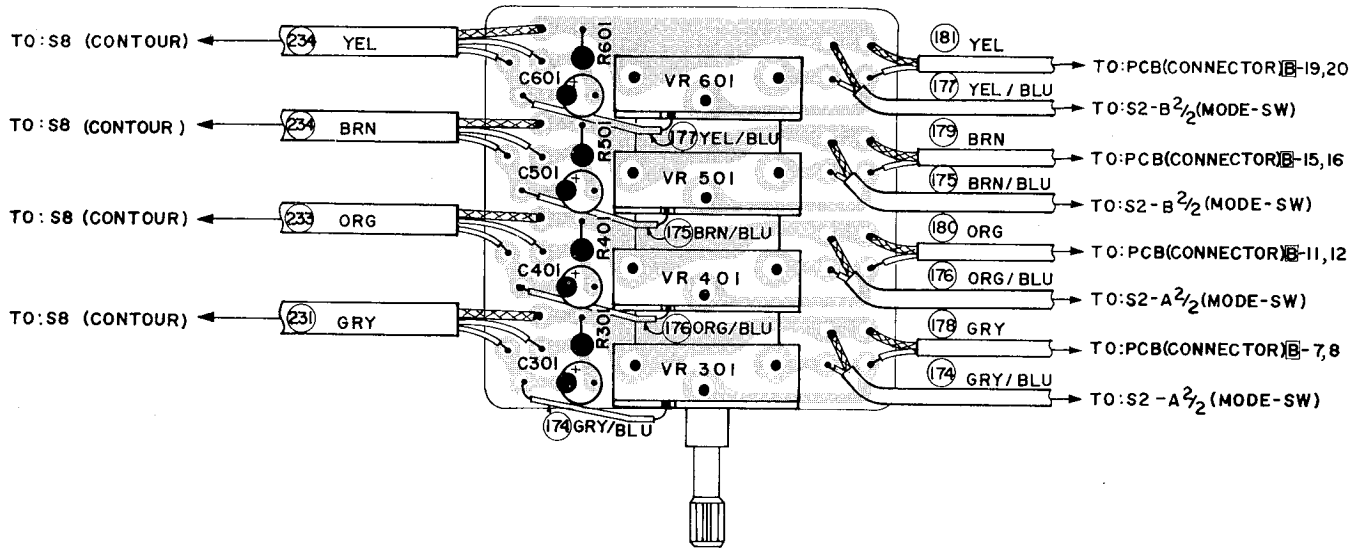 TO:S8 (CONTOUR)
234 YEL
TO:S8 (CONTOUR)
234 BRN
TO:S8 (CONTOUR)
233 ORG
TO:S8 (CONTOUR)
231 GRY
R601
C601
VR 601
177 YEL/BLU
R501
C501
VR 501
175 BRN/BLU
R401
C401
VR 401
176 ORG/BLU
R301
C301
VR 301
174 GRY/BLU
181 YEL
TO:PCB(CONNECTOR)B-19,20
177 YEL/BLU
TO:S2-B2/2(MODE-SW)
179 BRN
TO:PCB(CONNECTOR)B-15,16
175 BRN/BLU
TO:S2-B2/2(MODE-SW)
180 ORG
TO:PCB(CONNECTOR)B-11,12
176 ORG/BLU
TO:S2-A2/2(MODE-SW)
178 GRY
TO:PCB(CONNECTOR)B-7,8
174 GRY/BLU
TO:S2-A2/2(MODE-SW)